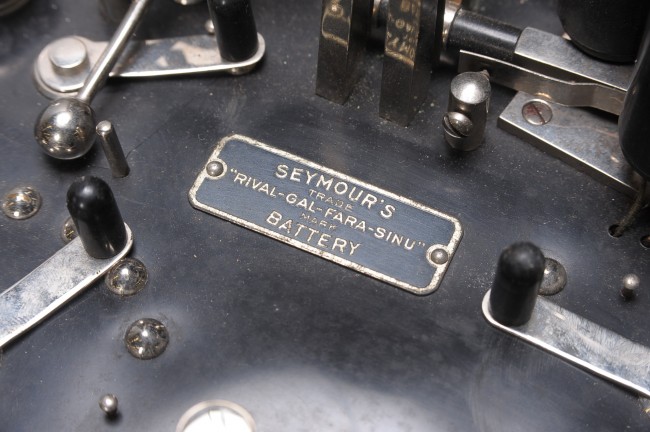 SEYMOUR'S
TRADE
"RIVAL-GAL-FARA-SINU"
MARK
BATTERY